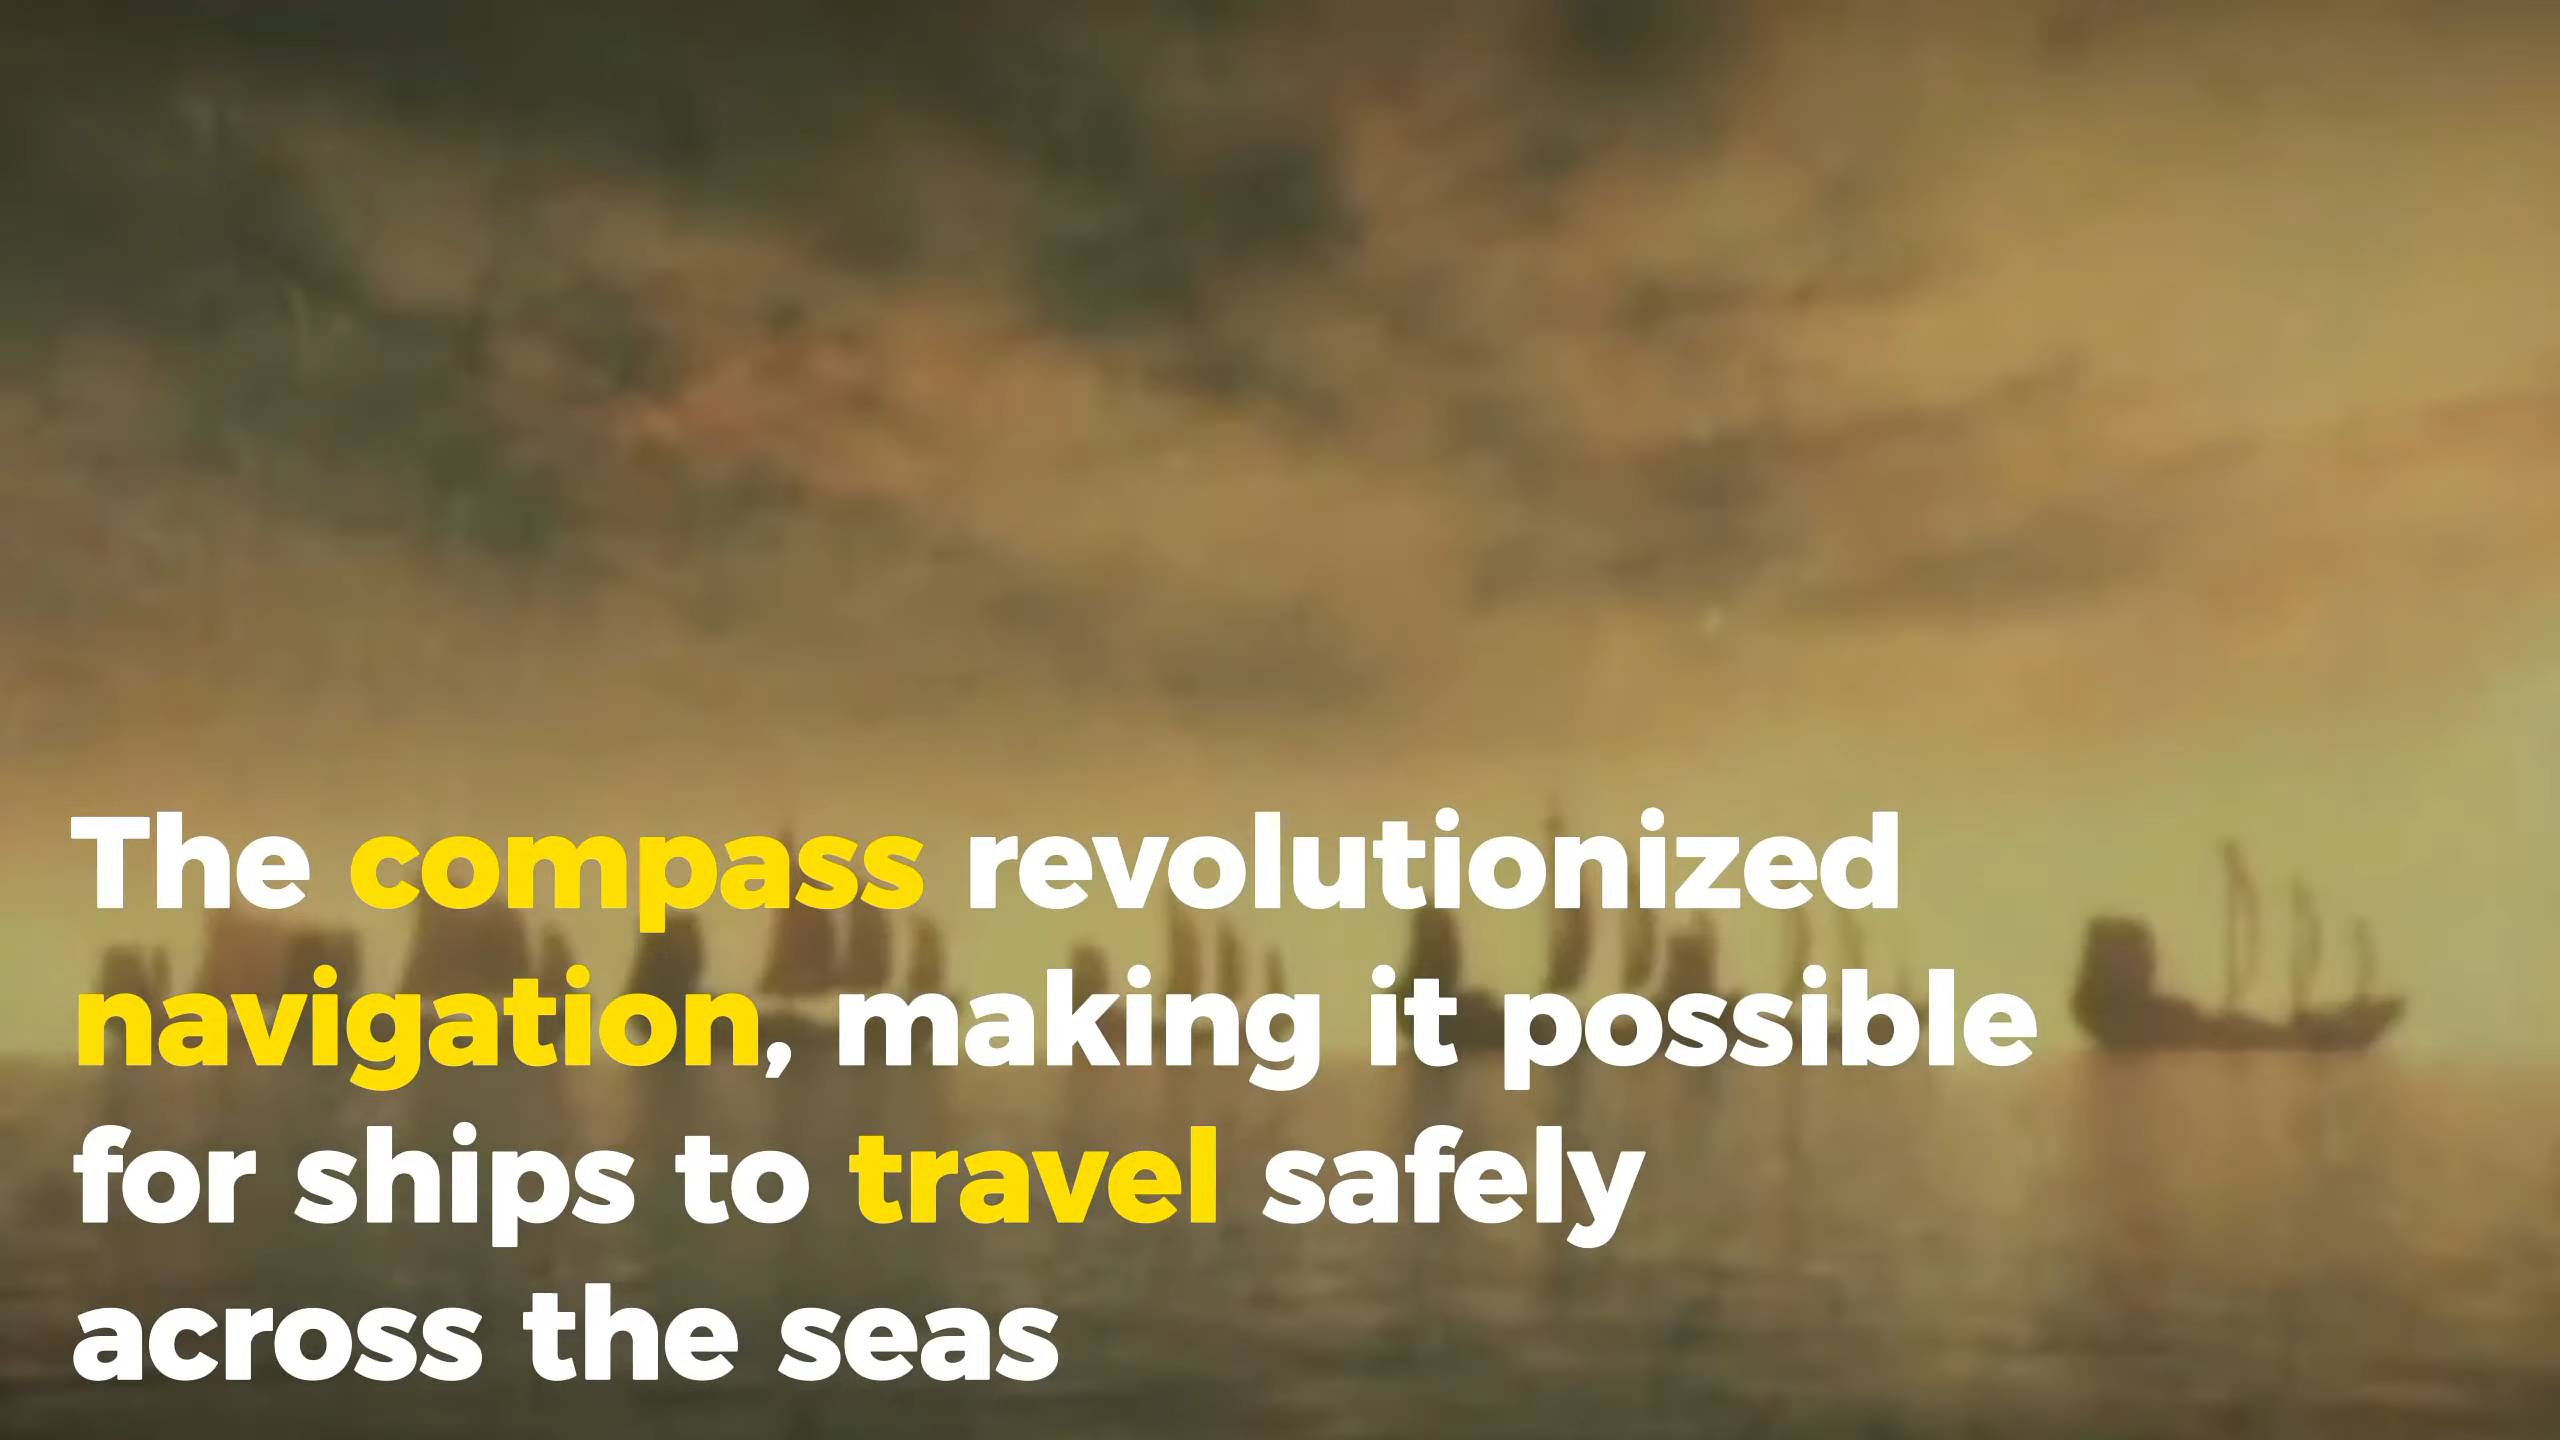 The compass revolutionized
navigation, making it possible
for ships to travel safely
across the seas